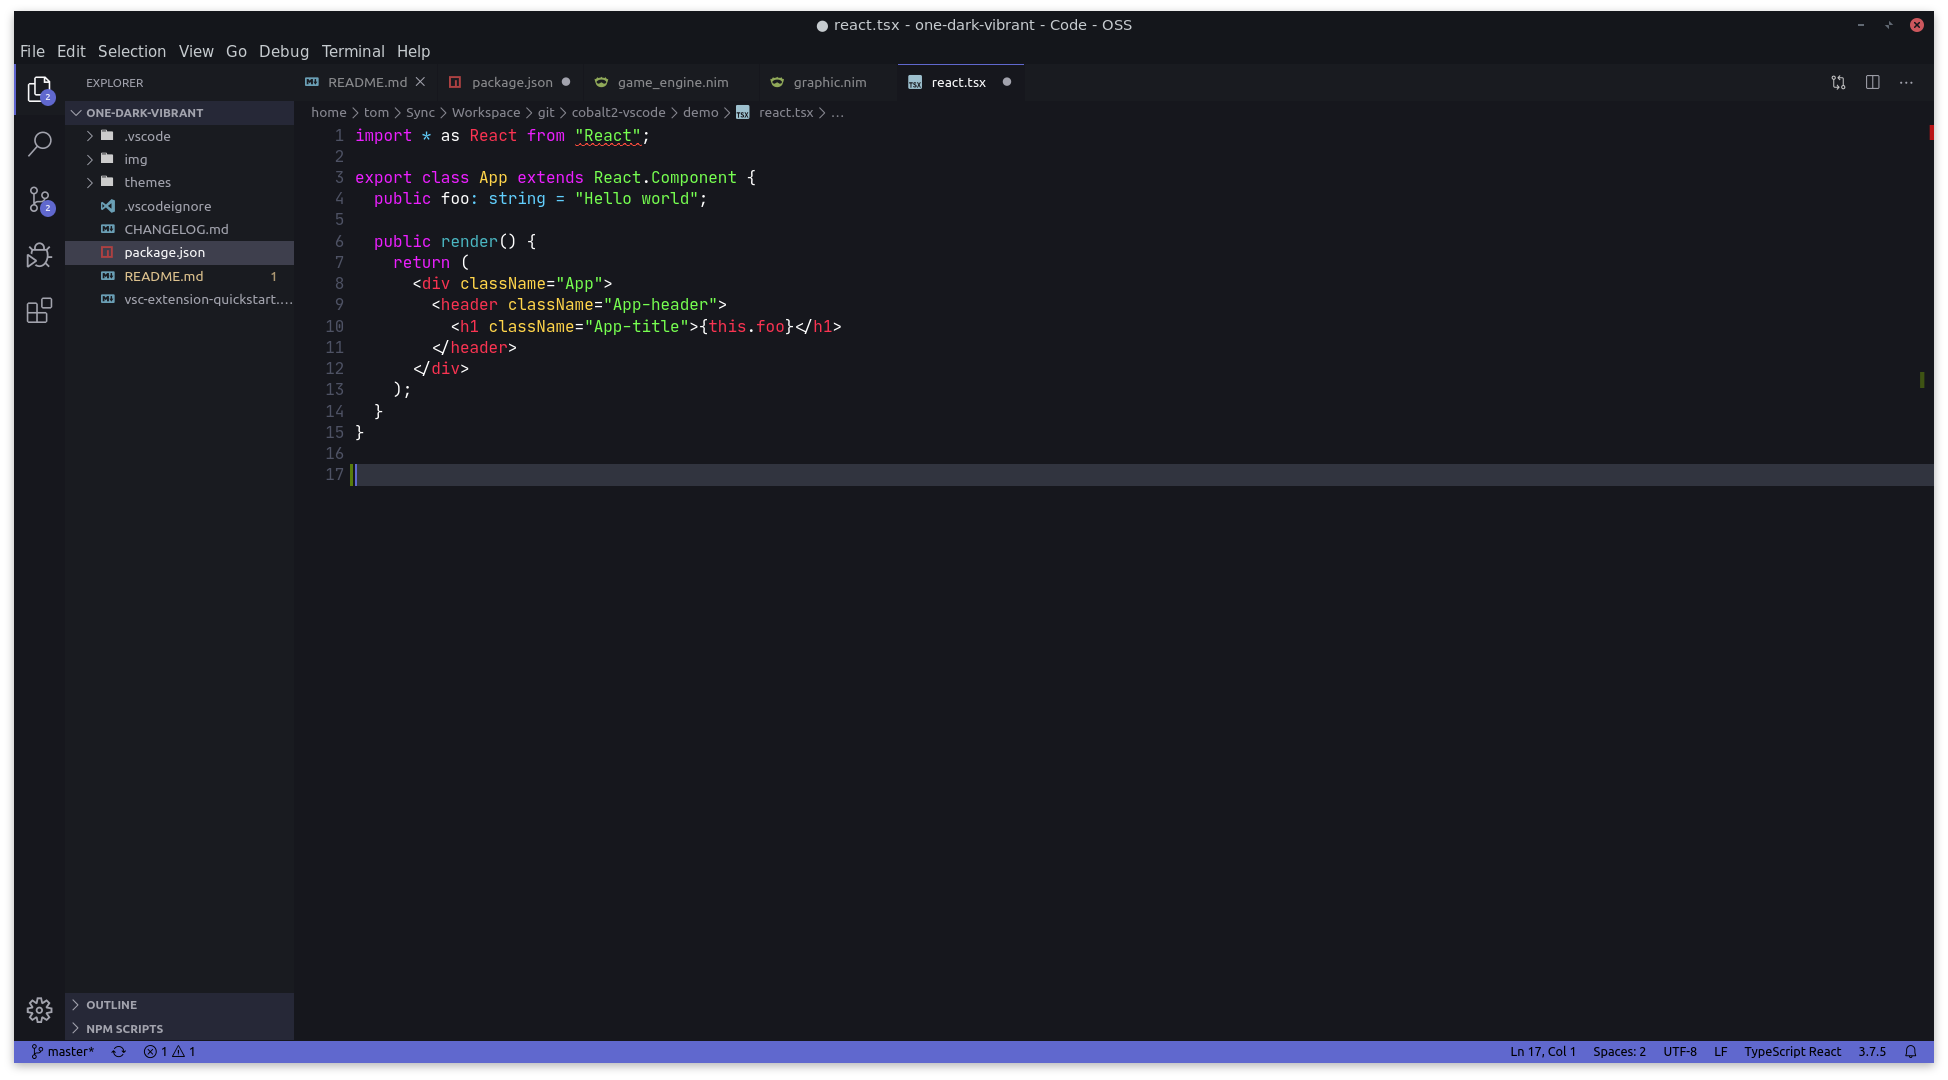 ● react.tsx - one-dark-vibrant - Code - OSS
File Edit Selection View Go Debug Terminal Help
EXPLORER
README.md package.json game_engine.nim graphic.nim react.tsx
ONE-DARK-VIBRANT
.vscode
img
themes
.vscodeignore
CHANGELOG.md
package.json
README.md 1
vsc-extension-quickstart....
OUTLINE
NPM SCRIPTS
2
2
home > tom > Sync > Workspace > git > cobalt2-vscode > demo > react.tsx > ...
1 import * as React from "React";
2
3 export class App extends React.Component {
4   public foo: string = "Hello world";
5
6   public render() {
7     return (
8       <div className="App">
9         <header className="App-header">
10           <h1 className="App-title">{this.foo}</h1>
11         </header>
12       </div>
13     );
14   }
15 }
16
17
master* 1 1 Ln 17, Col 1 Spaces: 2 UTF-8 LF TypeScript React 3.7.5